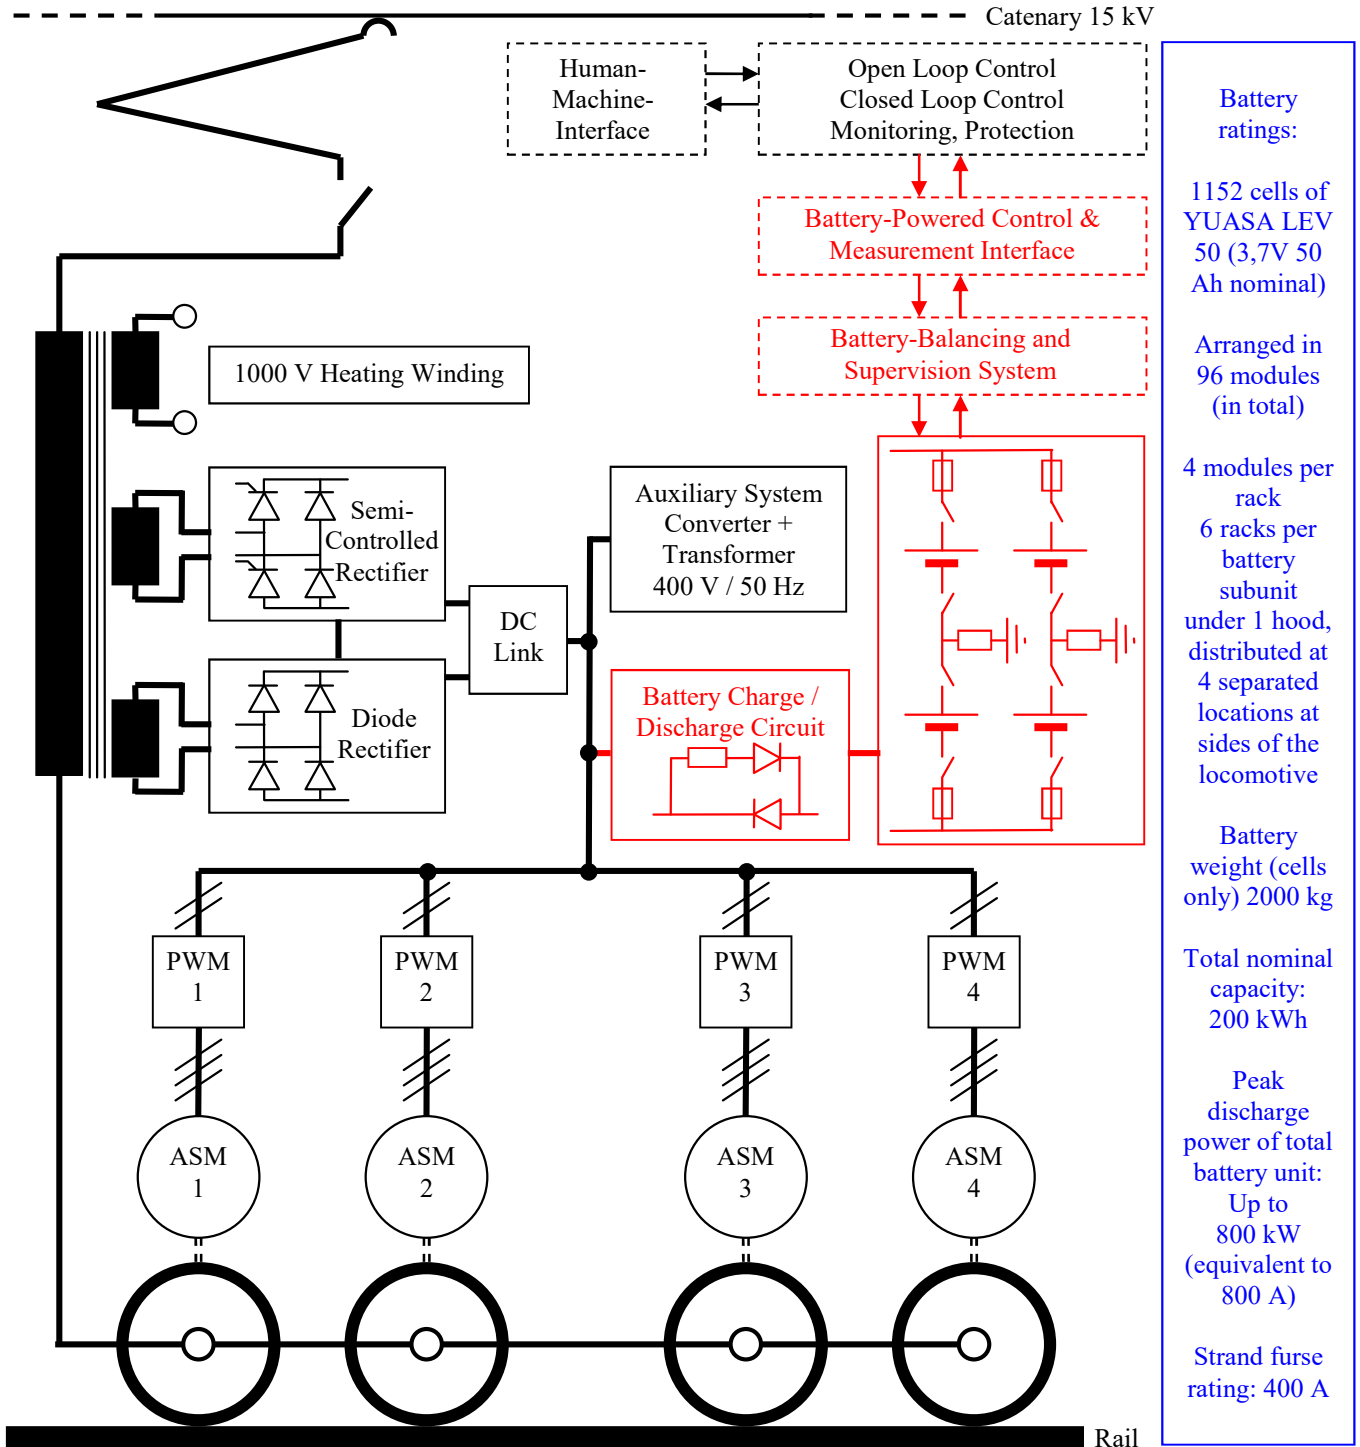 Catenary 15 kV
Human-
Machine-
Interface
Open Loop Control
Closed Loop Control
Monitoring, Protection
Battery-Powered Control &
Measurement Interface
Battery-Balancing and
Supervision System
1000 V Heating Winding
Semi-
Controlled
Rectifier
Diode
Rectifier
DC
Link
Auxiliary System
Converter +
Transformer
400 V / 50 Hz
Battery Charge /
Discharge Circuit
PWM
1
PWM
2
PWM
3
PWM
4
ASM
1
ASM
2
ASM
3
ASM
4
Rail
Battery
ratings:
1152 cells of
YUASA LEV
50 (3,7V 50
Ah nominal)
Arranged in
96 modules
(in total)
4 modules per
rack
6 racks per
battery
subunit
under 1 hood,
distributed at
4 separated
locations at
sides of the
locomotive
Battery
weight (cells
only) 2000 kg
Total nominal
capacity:
200 kWh
Peak
discharge
power of total
battery unit:
Up to
800 kW
(equivalent to
800 A)
Strand furse
rating: 400 A